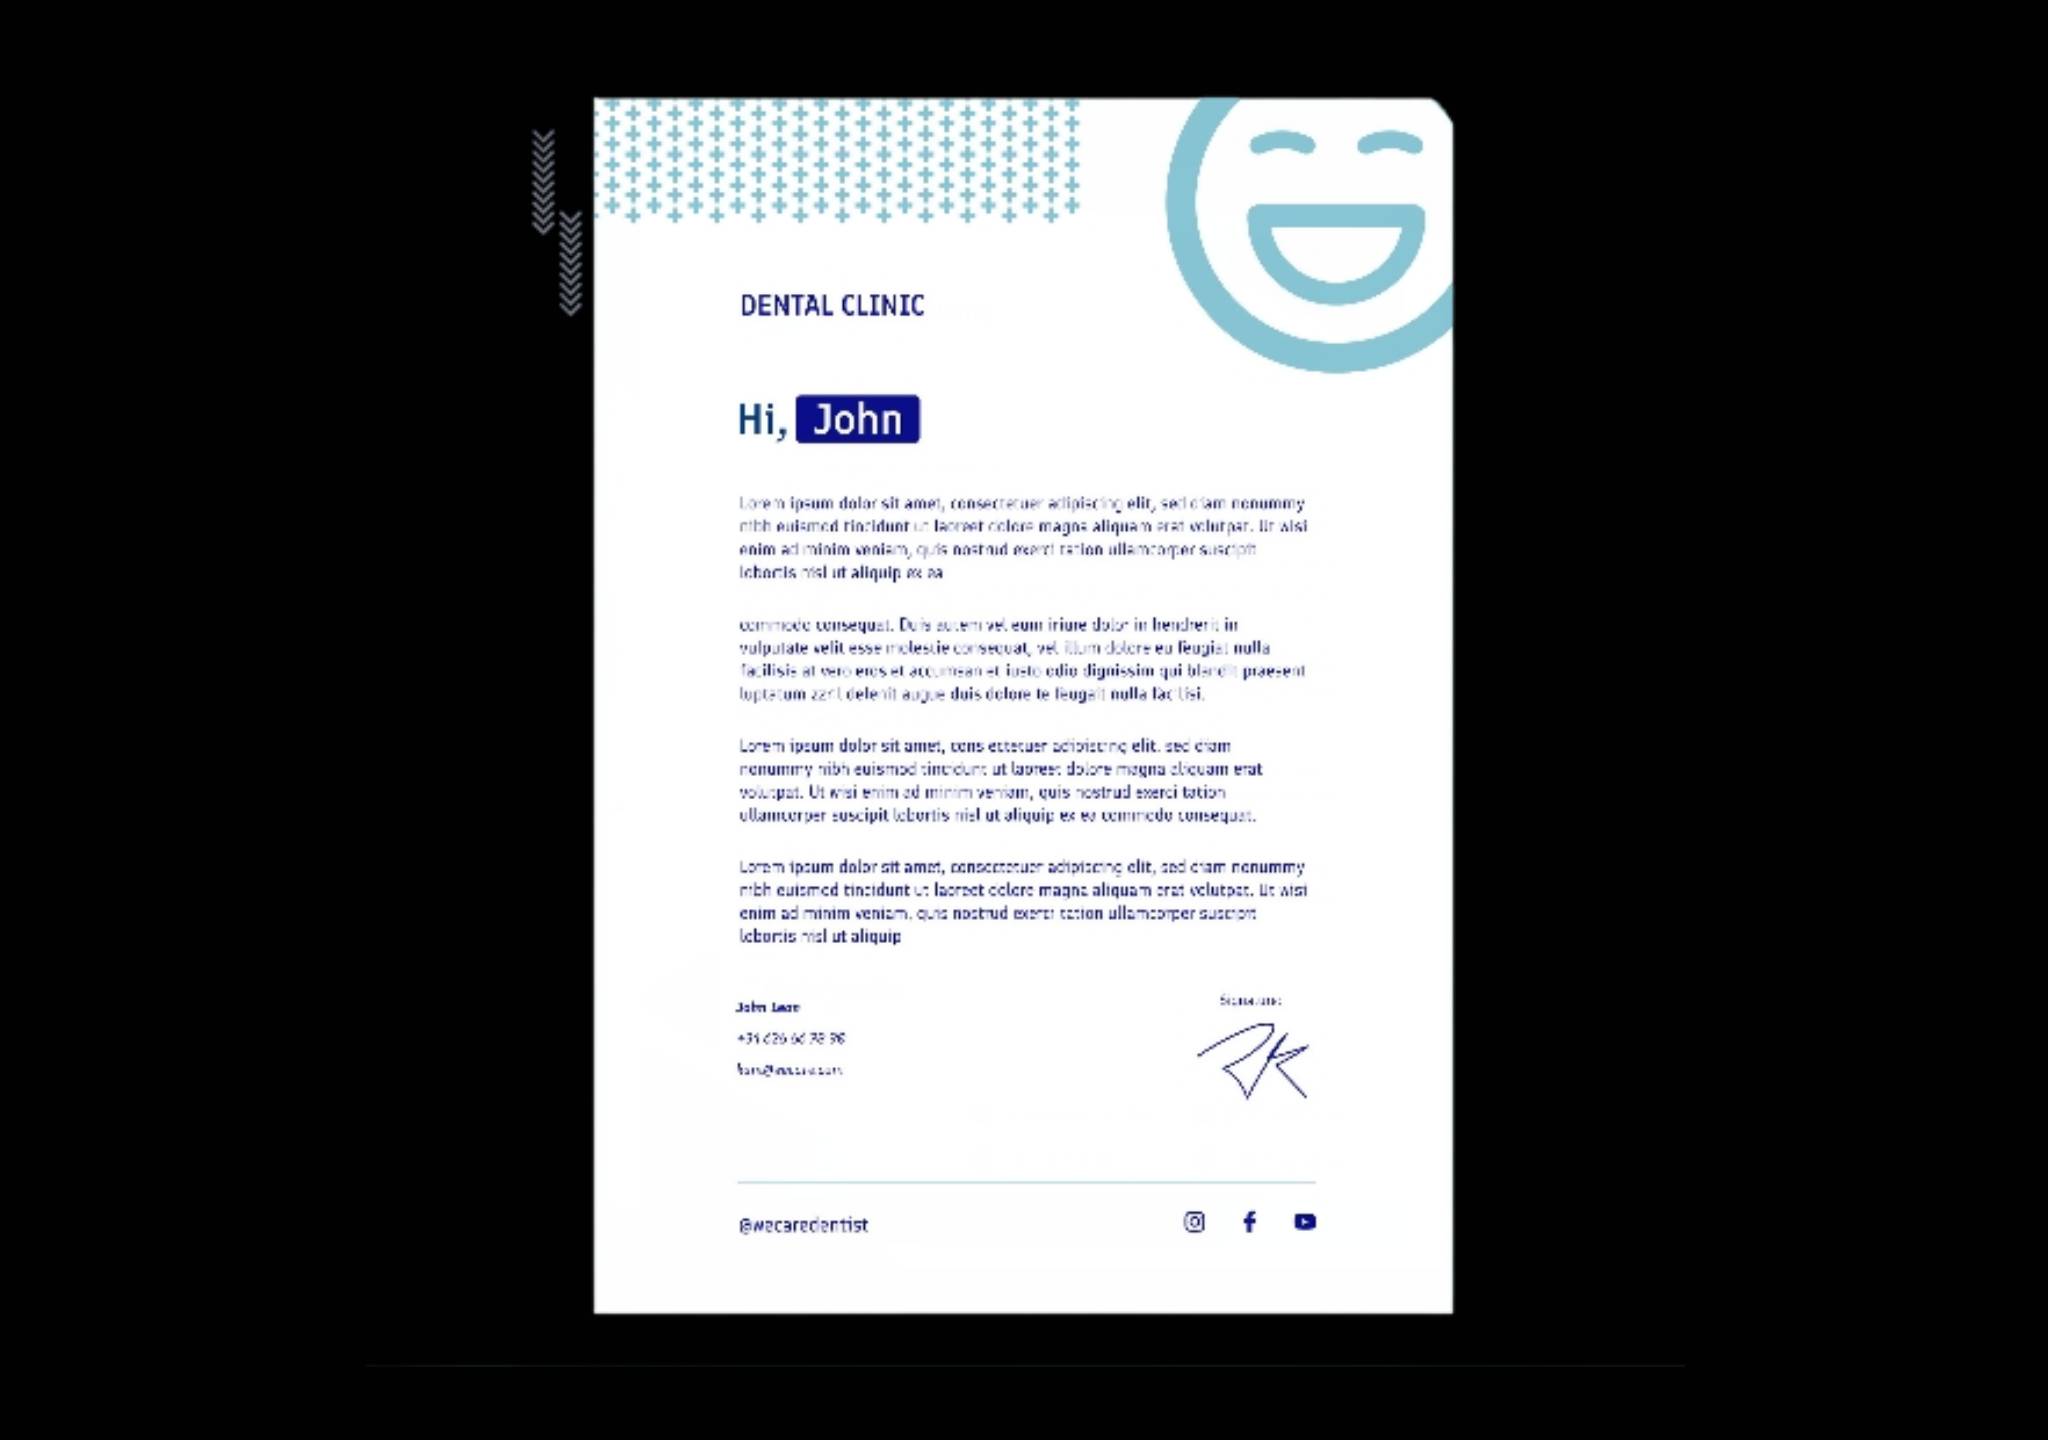 DENTAL CLINIC
Hi, John
Lorem ipsum dolor sit amet, consectetuer adipiscing elit, sed diam nonummy
nibh euismod tincidunt ut laoreet dolore magna aliquam erat volutpat. Ut wisi
enim ad minim veniam, quis nostrud exerci tation ullamcorper suscipit
lobortis nisl ut aliquip ex ea
commodo consequat. Duis autem vel eum iriure dolor in hendrerit in
vulputate velit esse molestie consequat, vel illum dolore eu feugiat nulla
facilisis at vero eros et accumsan et iusto odio dignissim qui blandit praesent
luptatum zzril delenit augue duis dolore te feugait nulla facilisi.
Lorem ipsum dolor sit amet, cons ectetuer adipiscing elit, sed diam
nonummy nibh euismod tincidunt ut laoreet dolore magna aliquam erat
volutpat. Ut wisi enim ad minim veniam, quis nostrud exerci tation
ullamcorper suscipit lobortis nisl ut aliquip ex ea commodo consequat.
Lorem ipsum dolor sit amet, consectetuer adipiscing elit, sed diam nonummy
nibh euismod tincidunt ut laoreet dolore magna aliquam erat volutpat. Ut wisi
enim ad minim veniam, quis nostrud exerci tation ullamcorper suscipit
lobortis nisl ut aliquip
John
Signature:
@wecaredentist